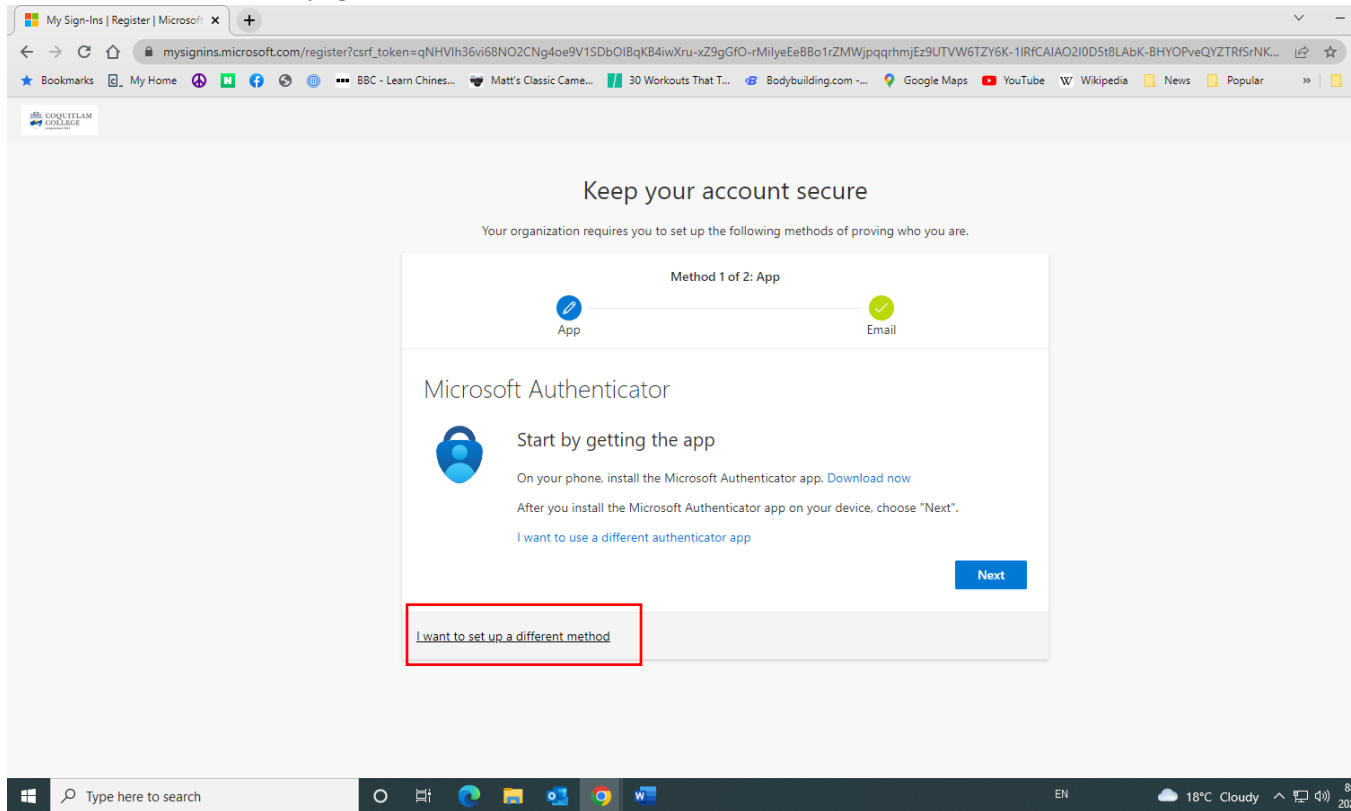 My Sign-Ins | Register | Microsoft
mysignins.microsoft.com/register?csrf_token=qNHVIh36vi68NO2CNg4oe9V1SDbOIBqKB4iwXru-xZ9gGfO-rMilyeEeBBo1rZMWjpqqrhmjEz9UTVW6TZY6K-1IRfCAIAO2I0D5t8LAbK-BHYOPveQYZTRfSrNK...
Bookmarks My Home BBC - Learn Chines... Matt's Classic Came... 30 Workouts That T... Bodybuilding.com -... Google Maps YouTube W Wikipedia News Popular »
COQUITLAM
COLLEGE
Keep your account secure
Your organization requires you to set up the following methods of proving who you are.
Method 1 of 2: App
App Email
Microsoft Authenticator
Start by getting the app
On your phone, install the Microsoft Authenticator app. Download now
After you install the Microsoft Authenticator app on your device, choose "Next".
I want to use a different authenticator app
Next
I want to set up a different method
Type here to search EN 18°C Cloudy